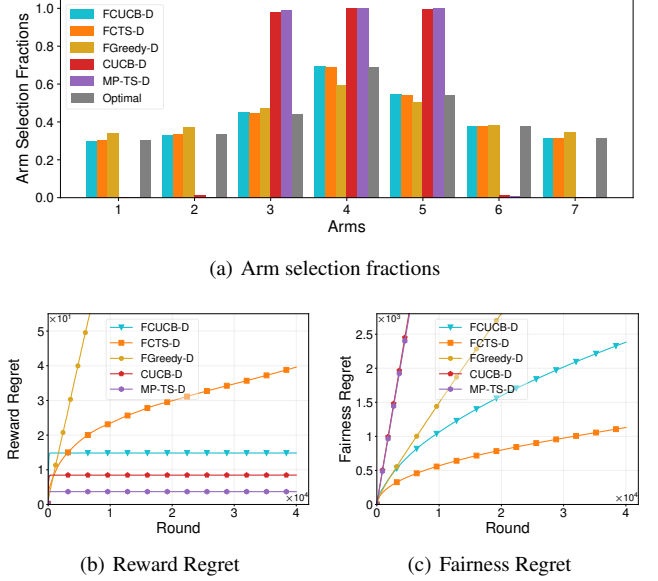 Arm Selection Fractions
1.0
0.8
0.6
0.4
0.2
0.0
FCUCB-D
FCTS-D
FGreedy-D
CUCB-D
MP-TS-D
Optimal
1 2 3 4 5 6 7
Arms
(a) Arm selection fractions
×10¹
Reward Regret
5
4
3
2
1
0
FCUCB-D
FCTS-D
FGreedy-D
CUCB-D
MP-TS-D
0 1 2 3 4
×10⁴
Round
(b) Reward Regret
×10³
Fairness Regret
2.5
2
1.5
1
0.5
0
FCUCB-D
FCTS-D
FGreedy-D
CUCB-D
MP-TS-D
0 1 2 3 4
×10⁴
Round
(c) Fairness Regret